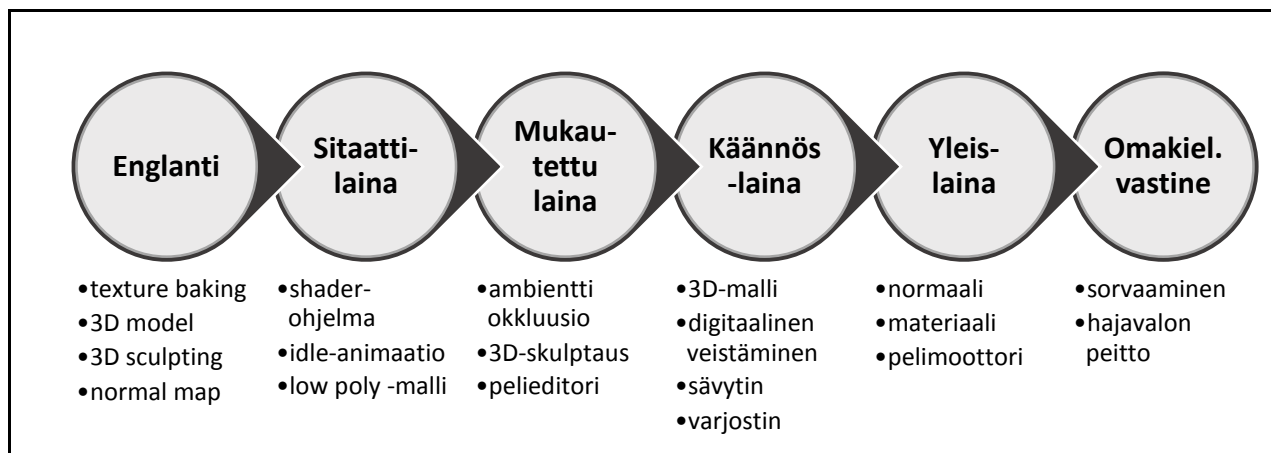 Englanti
•texture baking
•3D model
•3D sculpting
•normal map
Sitaatti-
laina
•shader-
ohjelma
•idle-animaatio
•low poly -malli
Mukau-
tettu
laina
•ambientti
okkluusio
•3D-skulptaus
•pelieditori
Käännös
-laina
•3D-malli
•digitaalinen
veistäminen
•sävytin
•varjostin
Yleis-
laina
•normaali
•materiaali
•pelimoottori
Omakiel.
vastine
•sorvaaminen
•hajavalon
peitto